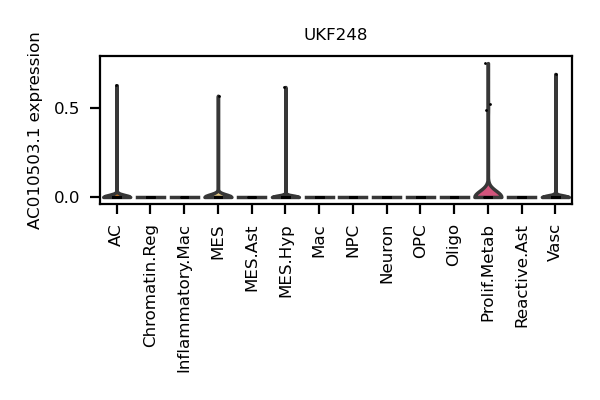 UKF248
AC010503.1 expression
0.5
0.0
AC
Chromatin.Reg
Inflammatory.Mac
MES
MES.Ast
MES.Hyp
Mac
NPC
Neuron
OPC
Oligo
Prolif.Metab
Reactive.Ast
Vasc